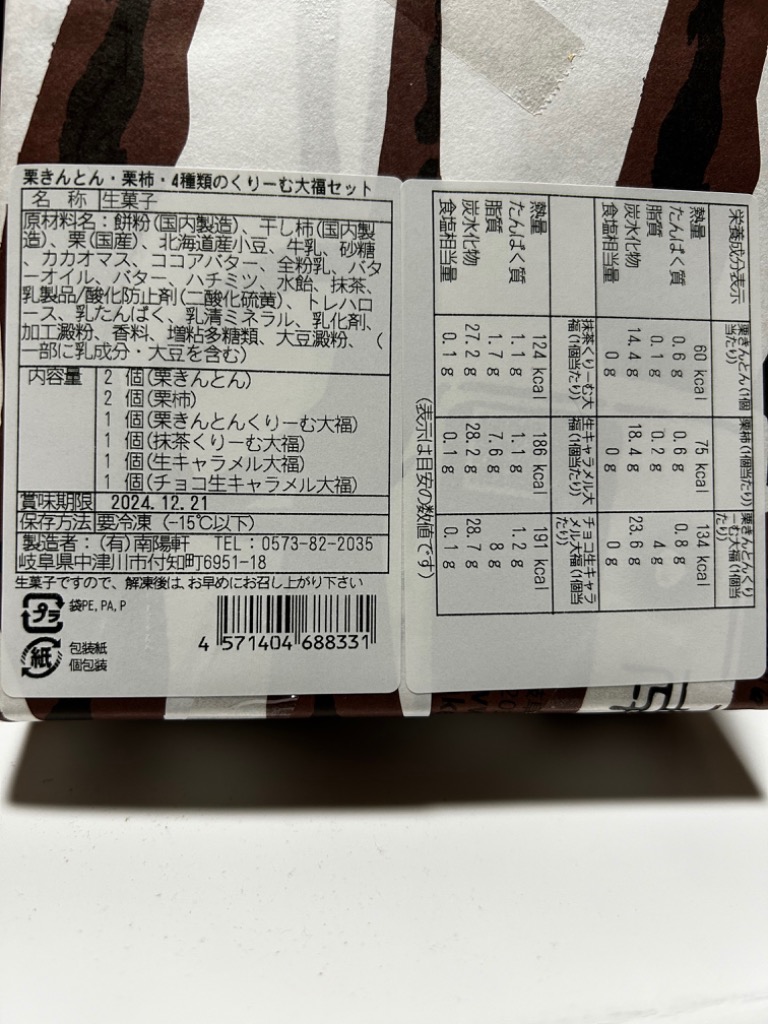 栗きんとん・栗柿・4種類のくりーむ大福セット
名 称 生菓子
原材料名：餅粉(国内製造)、干し柿(国内製
造)、栗(国産)、北海道産小豆、牛乳、砂糖
、カカオマス、ココアバター、全粉乳、バタ
ーオイル、バター、ハチミツ、水飴、抹茶、
乳製品/酸化防止剤(二酸化硫黄)、トレハロ
ース、乳たんぱく、乳清ミネラル、乳化剤、
加工澱粉、香料、増粘多糖類、大豆澱粉、(
一部に乳成分・大豆を含む)
内容量 2 個(栗きんとん)
2 個(栗柿)
1 個(栗きんとんくりーむ大福)
1 個(抹茶くりーむ大福)
1 個(生キャラメル大福)
1 個(チョコ生キャラメル大福)
賞味期限 2024.12.21
保存方法 要冷凍（-15℃以下）
製造者：(有)南陽軒 TEL：0573-82-2035
岐阜県中津川市付知町6951-18
生菓子ですので、解凍後は、お早めにお召し上がり下さい
プラ 袋PE,PA,P
紙 包装紙
個包装
4 571404 688331
栄養成分表示 栗きんとん(1個当たり) 栗柿(1個当たり) 栗きんとんくりーむ大福(1個当たり)
熱量 60 kcal 75 kcal 134 kcal
たんぱく質 0.6 g 0.6 g 0.8 g
脂質 0.1 g 0.2 g 4 g
炭水化物 14.4 g 18.4 g 23.6 g
食塩相当量 0 g 0 g 0 g
抹茶くりーむ大福(1個当たり) 生キャラメル大福(1個当たり) チョコ生キャラメル大福(1個当たり)
熱量 124 kcal 186 kcal 191 kcal
たんぱく質 1.1 g 1.1 g 1.2 g
脂質 1.7 g 7.6 g 8 g
炭水化物 27.2 g 28.2 g 28.7 g
食塩相当量 0.1 g 0.1 g 0.1 g
(表示は目安の数値です)